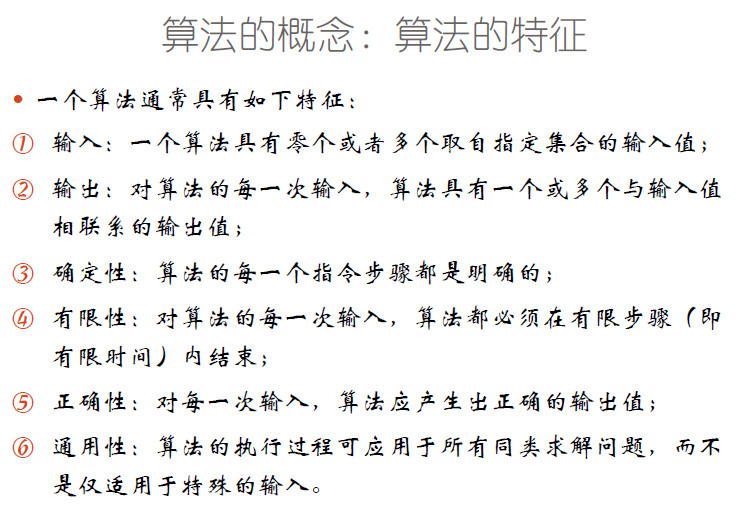 算法的概念：算法的特征
• 一个算法通常具有如下特征：
① 输入：一个算法具有零个或者多个取自指定集合的输入值；
② 输出：对算法的每一次输入，算法具有一个或多个与输入值
相联系的输出值；
③ 确定性：算法的每一个指令步骤都是明确的；
④ 有限性：对算法的每一次输入，算法都必须在有限步骤（即
有限时间）内结束；
⑤ 正确性：对每一次输入，算法应产生出正确的输出值；
⑥ 通用性：算法的执行过程可应用于所有同类求解问题，而不
是仅适用于特殊的输入。